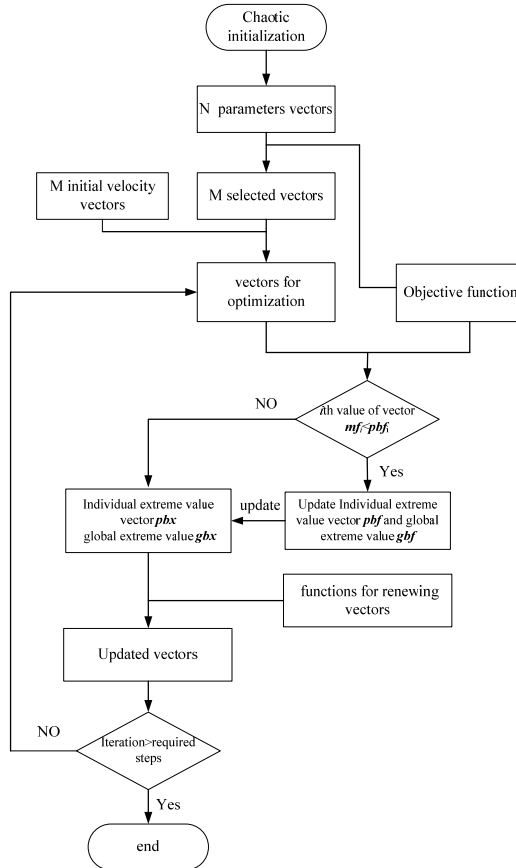 Chaotic
initialization
N parameters vectors
M initial velocity
vectors
M selected vectors
vectors for
optimization
Objective function
ith value of vector
mfᵢ<pbfᵢ
NO
Yes
Individual extreme value
vector pbx
global extreme value gbx
update
Update Individual extreme
value vector pbf and global
extreme value gbf
functions for renewing
vectors
Updated vectors
NO
Iteration>required
steps
Yes
end